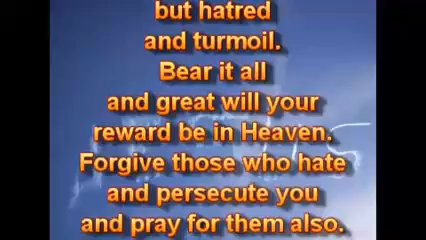 but hatred
and turmoil.
Bear it all
and great will your
reward be in Heaven.
Forgive those who hate
and persecute you
and pray for them also.